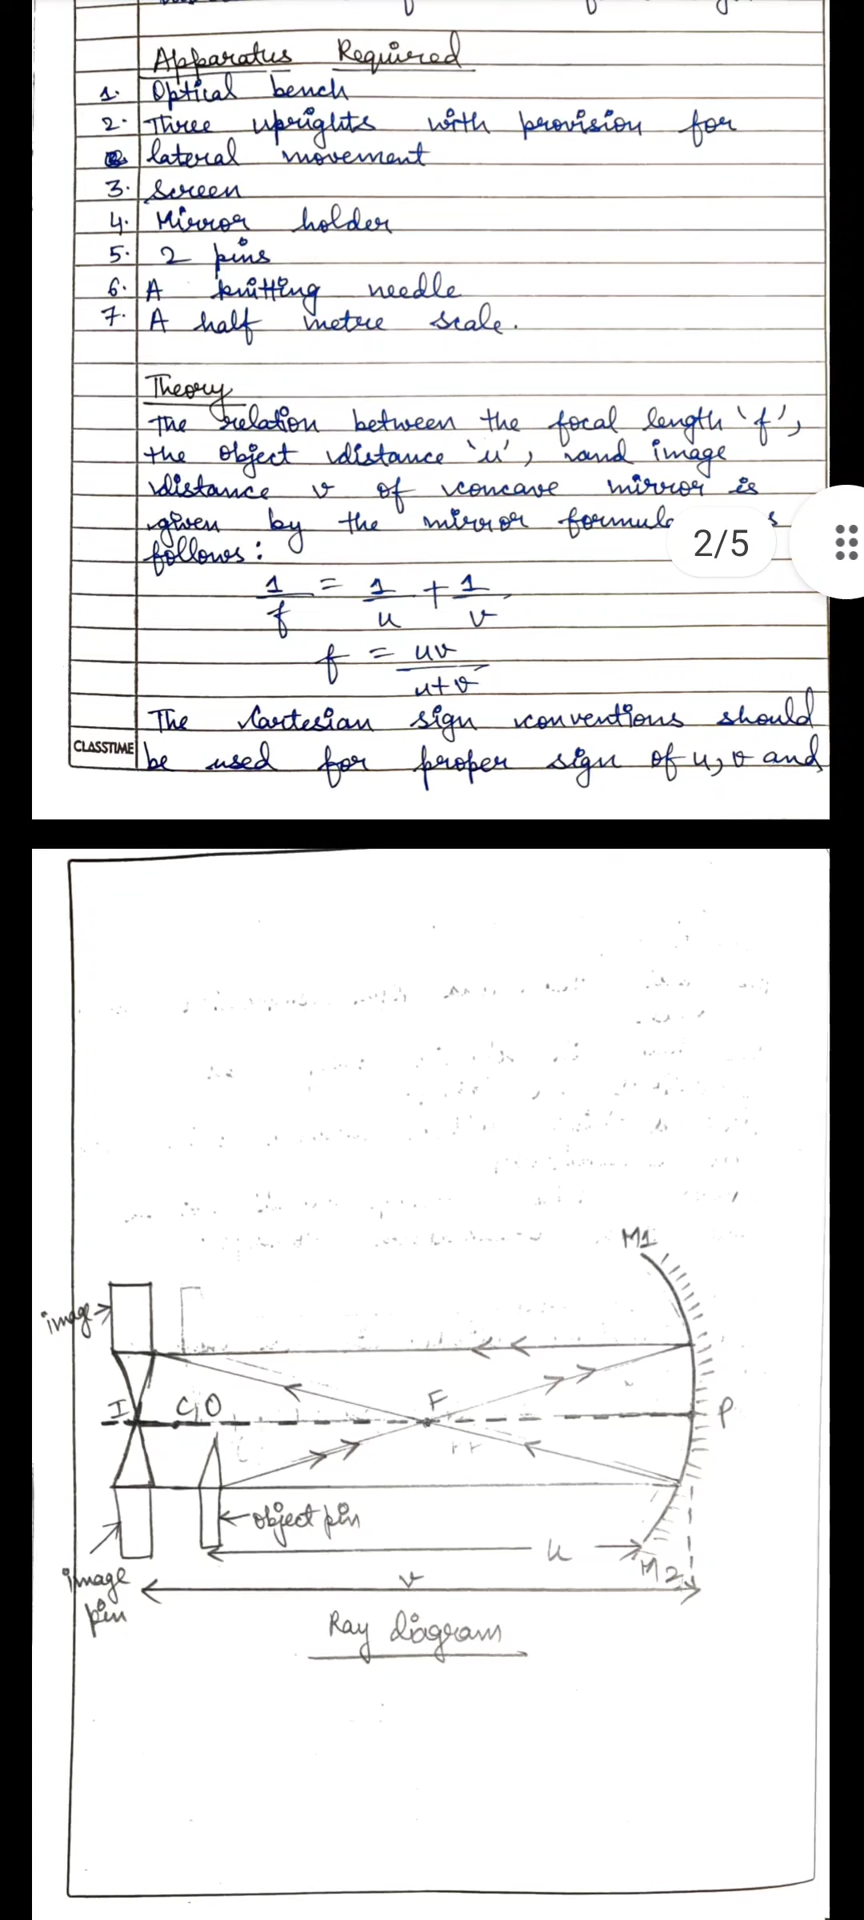 Apparatus Required
1. Optical bench
2. Three uprights with provision for
lateral movement
3. Screen
4. Mirror holder
5. 2 pins
6. A knitting needle
7. A half metre scale.
Theory
The relation between the focal length 'f',
the object distance 'u', and image
distance v of concave mirror is
given by the mirror formula
follows:
1/f = 1/u + 1/v
f = uv/u+v
The Cartesian sign conventions should
be used for proper sign of u, v and
CLASSTIME
2/5
M1
image
I C O F P
object pin
u
M2
image pin
v
Ray diagram